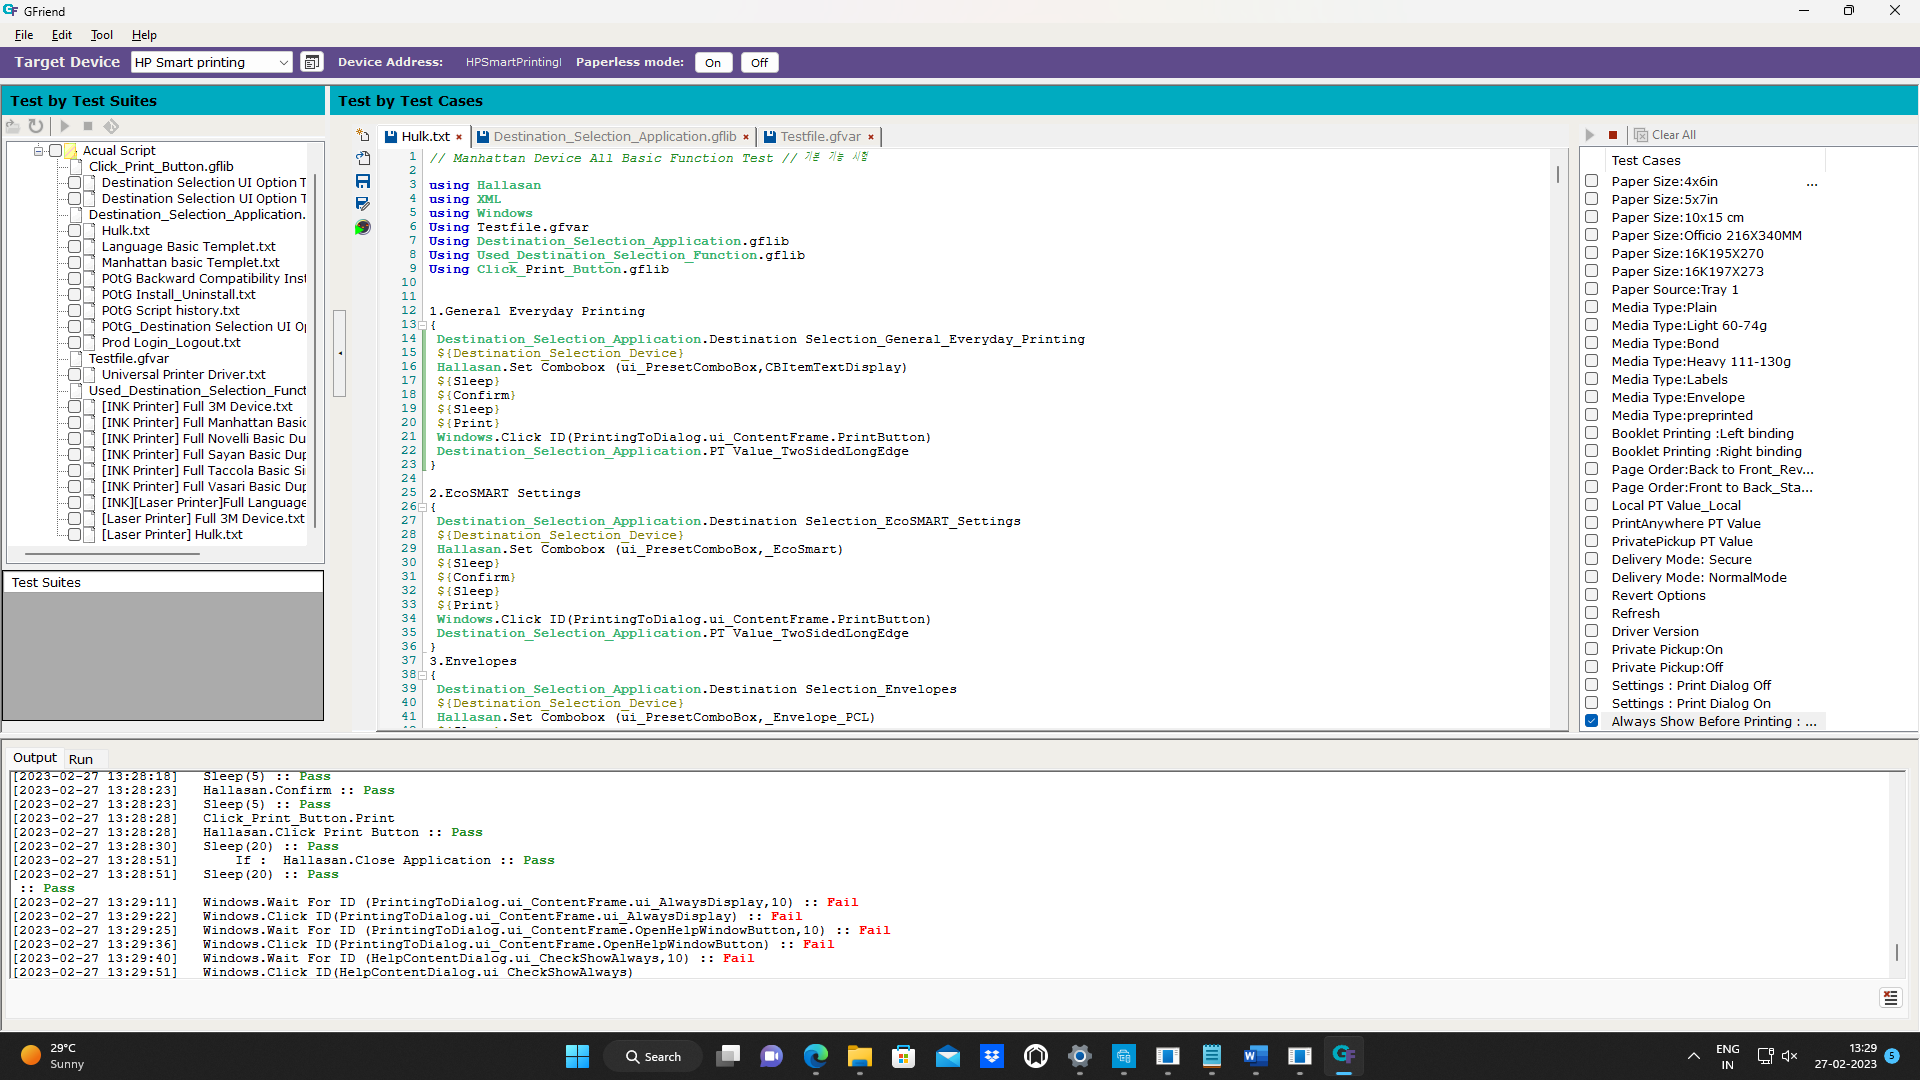 GFriend
File Edit Tool Help
Target Device HP Smart printing Device Address: HPSmartPrintingI Paperless mode: On Off
Test by Test Suites
Acual Script
Click_Print_Button.gflib
Destination Selection UI Option T
Destination Selection UI Option T
Destination_Selection_Application.
Hulk.txt
Language Basic Templet.txt
Manhattan basic Templet.txt
POtG Backward Compatibility Inst
POtG Install_Uninstall.txt
POtG Script history.txt
POtG_Destination Selection UI Op
Prod Login_Logout.txt
Testfile.gfvar
Universal Printer Driver.txt
Used_Destination_Selection_Funct
[INK Printer] Full 3M Device.txt
[INK Printer] Full Manhattan Basic
[INK Printer] Full Novelli Basic Du
[INK Printer] Full Sayan Basic Dup
[INK Printer] Full Taccola Basic Si
[INK Printer] Full Vasari Basic Dup
[INK][Laser Printer]Full Language
[Laser Printer] Full 3M Device.txt
[Laser Printer] Hulk.txt
Test Suites
Test by Test Cases
Hulk.txt × Destination_Selection_Application.gflib × Testfile.gfvar ×
1 // Manhattan Device All Basic Function Test // 기본 기능 시험
2
3 using Hallasan
4 using XML
5 using Windows
6 Using Testfile.gfvar
7 Using Destination_Selection_Application.gflib
8 Using Used_Destination_Selection_Function.gflib
9 Using Click_Print_Button.gflib
10
11
12 1.General Everyday Printing
13 {
14 Destination_Selection_Application.Destination Selection_General_Everyday_Printing
15 ${Destination_Selection_Device}
16 Hallasan.Set Combobox (ui_PresetComboBox,CBItemTextDisplay)
17 ${Sleep}
18 ${Confirm}
19 ${Sleep}
20 ${Print}
21 Windows.Click ID(PrintingToDialog.ui_ContentFrame.PrintButton)
22 Destination_Selection_Application.PT Value_TwoSidedLongEdge
23 }
24
25 2.EcoSMART Settings
26 {
27 Destination_Selection_Application.Destination Selection_EcoSMART_Settings
28 ${Destination_Selection_Device}
29 Hallasan.Set Combobox (ui_PresetComboBox,_EcoSmart)
30 ${Sleep}
31 ${Confirm}
32 ${Sleep}
33 ${Print}
34 Windows.Click ID(PrintingToDialog.ui_ContentFrame.PrintButton)
35 Destination_Selection_Application.PT Value_TwoSidedLongEdge
36 }
37 3.Envelopes
38 {
39 Destination_Selection_Application.Destination Selection_Envelopes
40 ${Destination_Selection_Device}
41 Hallasan.Set Combobox (ui_PresetComboBox,_Envelope_PCL)
Clear All
Test Cases
Paper Size:4x6in ...
Paper Size:5x7in
Paper Size:10x15 cm
Paper Size:Officio 216X340MM
Paper Size:16K195X270
Paper Size:16K197X273
Paper Source:Tray 1
Media Type:Plain
Media Type:Light 60-74g
Media Type:Bond
Media Type:Heavy 111-130g
Media Type:Labels
Media Type:Envelope
Media Type:preprinted
Booklet Printing :Left binding
Booklet Printing :Right binding
Page Order:Back to Front_Rev...
Page Order:Front to Back_Sta...
Local PT Value_Local
PrintAnywhere PT Value
PrivatePickup PT Value
Delivery Mode: Secure
Delivery Mode: NormalMode
Revert Options
Refresh
Driver Version
Private Pickup:On
Private Pickup:Off
Settings : Print Dialog Off
Settings : Print Dialog On
Always Show Before Printing : ...
Output Run
[2023-02-27 13:28:18] Sleep(5) :: Pass
[2023-02-27 13:28:23] Hallasan.Confirm :: Pass
[2023-02-27 13:28:23] Sleep(5) :: Pass
[2023-02-27 13:28:28] Click_Print_Button.Print
[2023-02-27 13:28:28] Hallasan.Click Print Button :: Pass
[2023-02-27 13:28:30] Sleep(20) :: Pass
[2023-02-27 13:28:51] If : Hallasan.Close Application :: Pass
[2023-02-27 13:28:51] Sleep(20) :: Pass
:: Pass
[2023-02-27 13:29:11] Windows.Wait For ID (PrintingToDialog.ui_ContentFrame.ui_AlwaysDisplay,10) :: Fail
[2023-02-27 13:29:22] Windows.Click ID(PrintingToDialog.ui_ContentFrame.ui_AlwaysDisplay) :: Fail
[2023-02-27 13:29:25] Windows.Wait For ID (PrintingToDialog.ui_ContentFrame.OpenHelpWindowButton,10) :: Fail
[2023-02-27 13:29:36] Windows.Click ID(PrintingToDialog.ui_ContentFrame.OpenHelpWindowButton) :: Fail
[2023-02-27 13:29:40] Windows.Wait For ID (HelpContentDialog.ui_CheckShowAlways,10) :: Fail
[2023-02-27 13:29:51] Windows.Click ID(HelpContentDialog.ui CheckShowAlways)
29°C
Sunny
Search
ENG
IN
13:29
27-02-2023
5